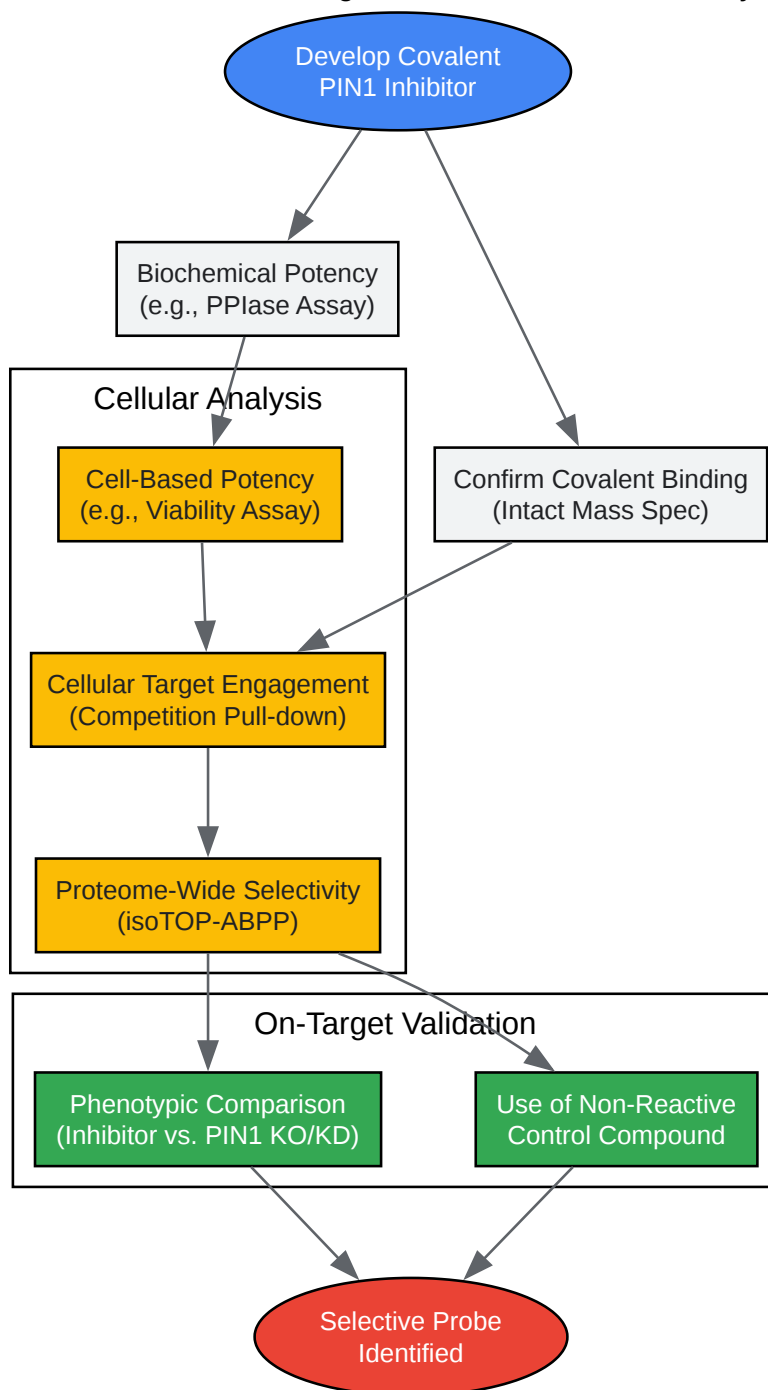 Develop Covalent
PIN1 Inhibitor
Biochemical Potency
(e.g., PPIase Assay)
Cellular Analysis
Cell-Based Potency
(e.g., Viability Assay)
Confirm Covalent Binding
(Intact Mass Spec)
Cellular Target Engagement
(Competition Pull-down)
Proteome-Wide Selectivity
(isoTOP-ABPP)
On-Target Validation
Phenotypic Comparison
(Inhibitor vs. PIN1 KO/KD)
Use of Non-Reactive
Control Compound
Selective Probe
Identified